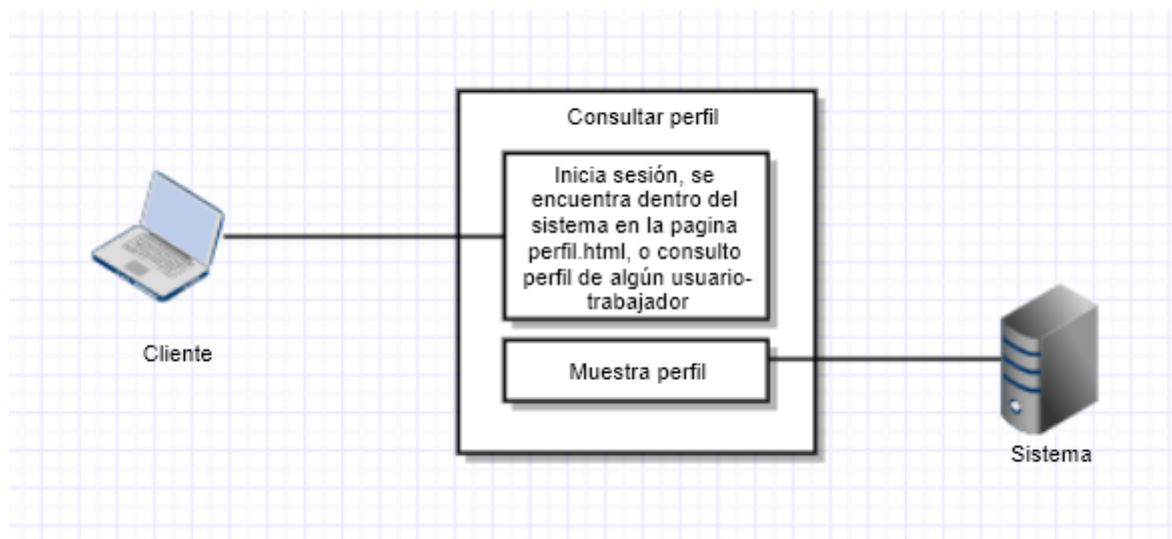 Consultar perfil
Inicia sesión, se
encuentra dentro del
sistema en la pagina
perfil.html, o consulto
perfil de algún usuario-
trabajador
Cliente
Muestra perfil
Sistema